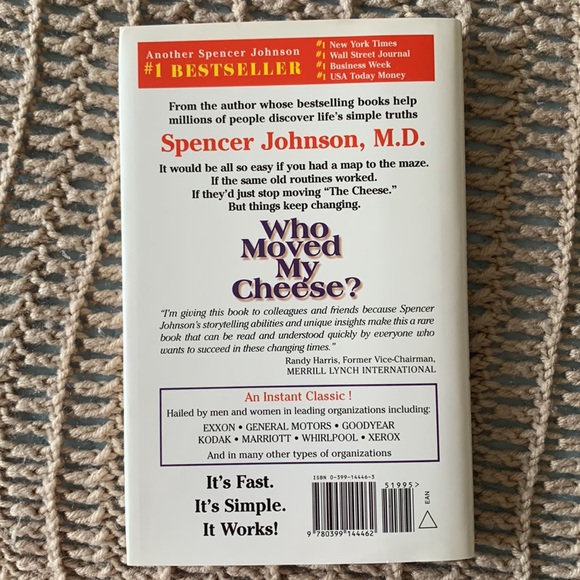 Another Spencer Johnson
#1 BESTSELLER
#1 New York Times
#1 Wall Street Journal
#1 Business Week
#1 USA Today Money
From the author whose bestselling books help
millions of people discover life's simple truths
Spencer Johnson, M.D.
It would be all so easy if you had a map to the maze.
If the same old routines worked.
If they'd just stop moving "The Cheese."
But things keep changing.
Who
Moved
My
Cheese?
"I'm giving this book to colleagues and friends because Spencer
Johnson's storytelling abilities and unique insights make this a rare
book that can be read and understood quickly by everyone who
wants to succeed in these changing times."
Randy Harris, Former Vice-Chairman,
MERRILL LYNCH INTERNATIONAL
An Instant Classic !
Hailed by men and women in leading organizations including:
EXXON • GENERAL MOTORS • GOODYEAR
KODAK • MARRIOTT • WHIRLPOOL • XEROX
And in many other types of organizations
It's Fast.
It's Simple.
It Works!
ISBN 0-399-14446-3
51995>
9 780399 144462
EAN